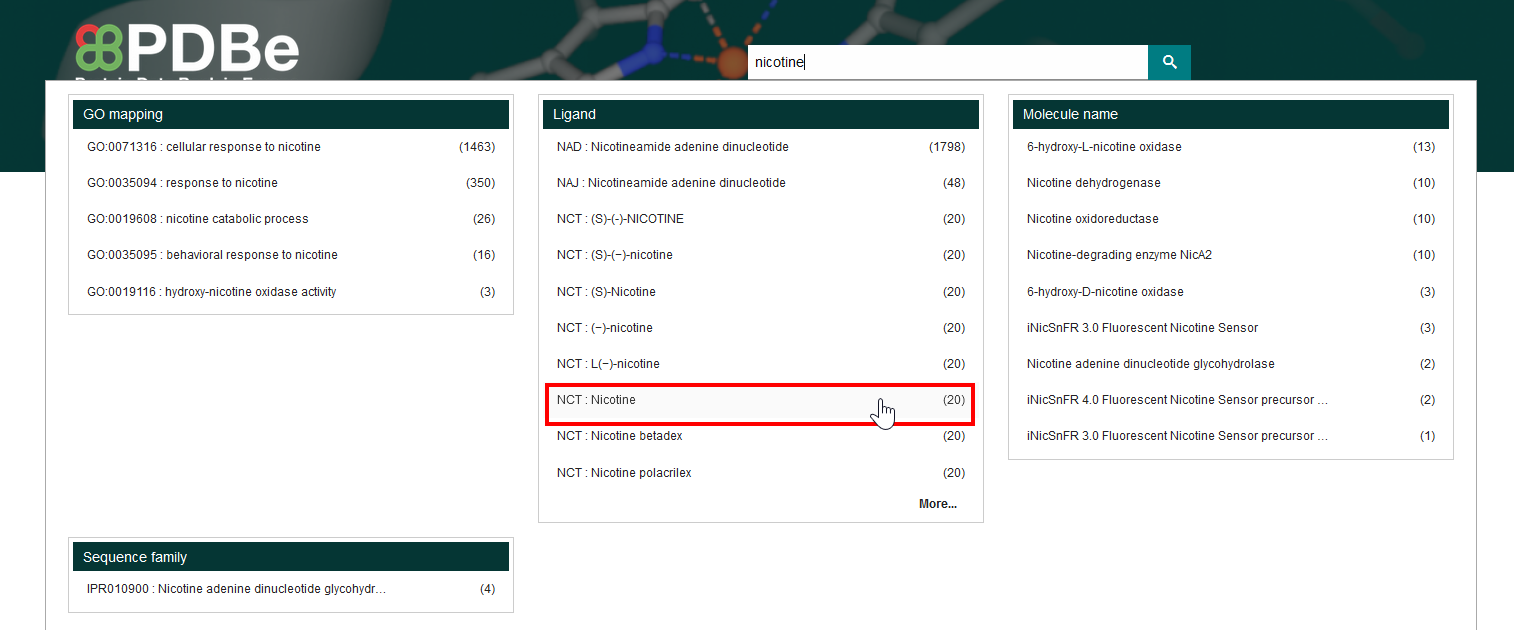 PDBe
nicotine
GO mapping
GO:0071316 : cellular response to nicotine (1463)
GO:0035094 : response to nicotine (350)
GO:0019608 : nicotine catabolic process (26)
GO:0035095 : behavioral response to nicotine (16)
GO:0019116 : hydroxy-nicotine oxidase activity (3)
Ligand
NAD : Nicotineamide adenine dinucleotide (1798)
NAJ : Nicotineamide adenine dinucleotide (48)
NCT : (S)-(-)-NICOTINE (20)
NCT : (S)-(−)-nicotine (20)
NCT : (S)-Nicotine (20)
NCT : (−)-nicotine (20)
NCT : L(−)-nicotine (20)
NCT : Nicotine (20)
NCT : Nicotine betadex (20)
NCT : Nicotine polacrilex (20)
More...
Molecule name
6-hydroxy-L-nicotine oxidase (13)
Nicotine dehydrogenase (10)
Nicotine oxidoreductase (10)
Nicotine-degrading enzyme NicA2 (10)
6-hydroxy-D-nicotine oxidase (3)
iNicSnFR 3.0 Fluorescent Nicotine Sensor (3)
Nicotine adenine dinucleotide glycohydrolase (2)
iNicSnFR 4.0 Fluorescent Nicotine Sensor precursor ... (2)
iNicSnFR 3.0 Fluorescent Nicotine Sensor precursor ... (1)
Sequence family
IPR010900 : Nicotine adenine dinucleotide glycohydr... (4)